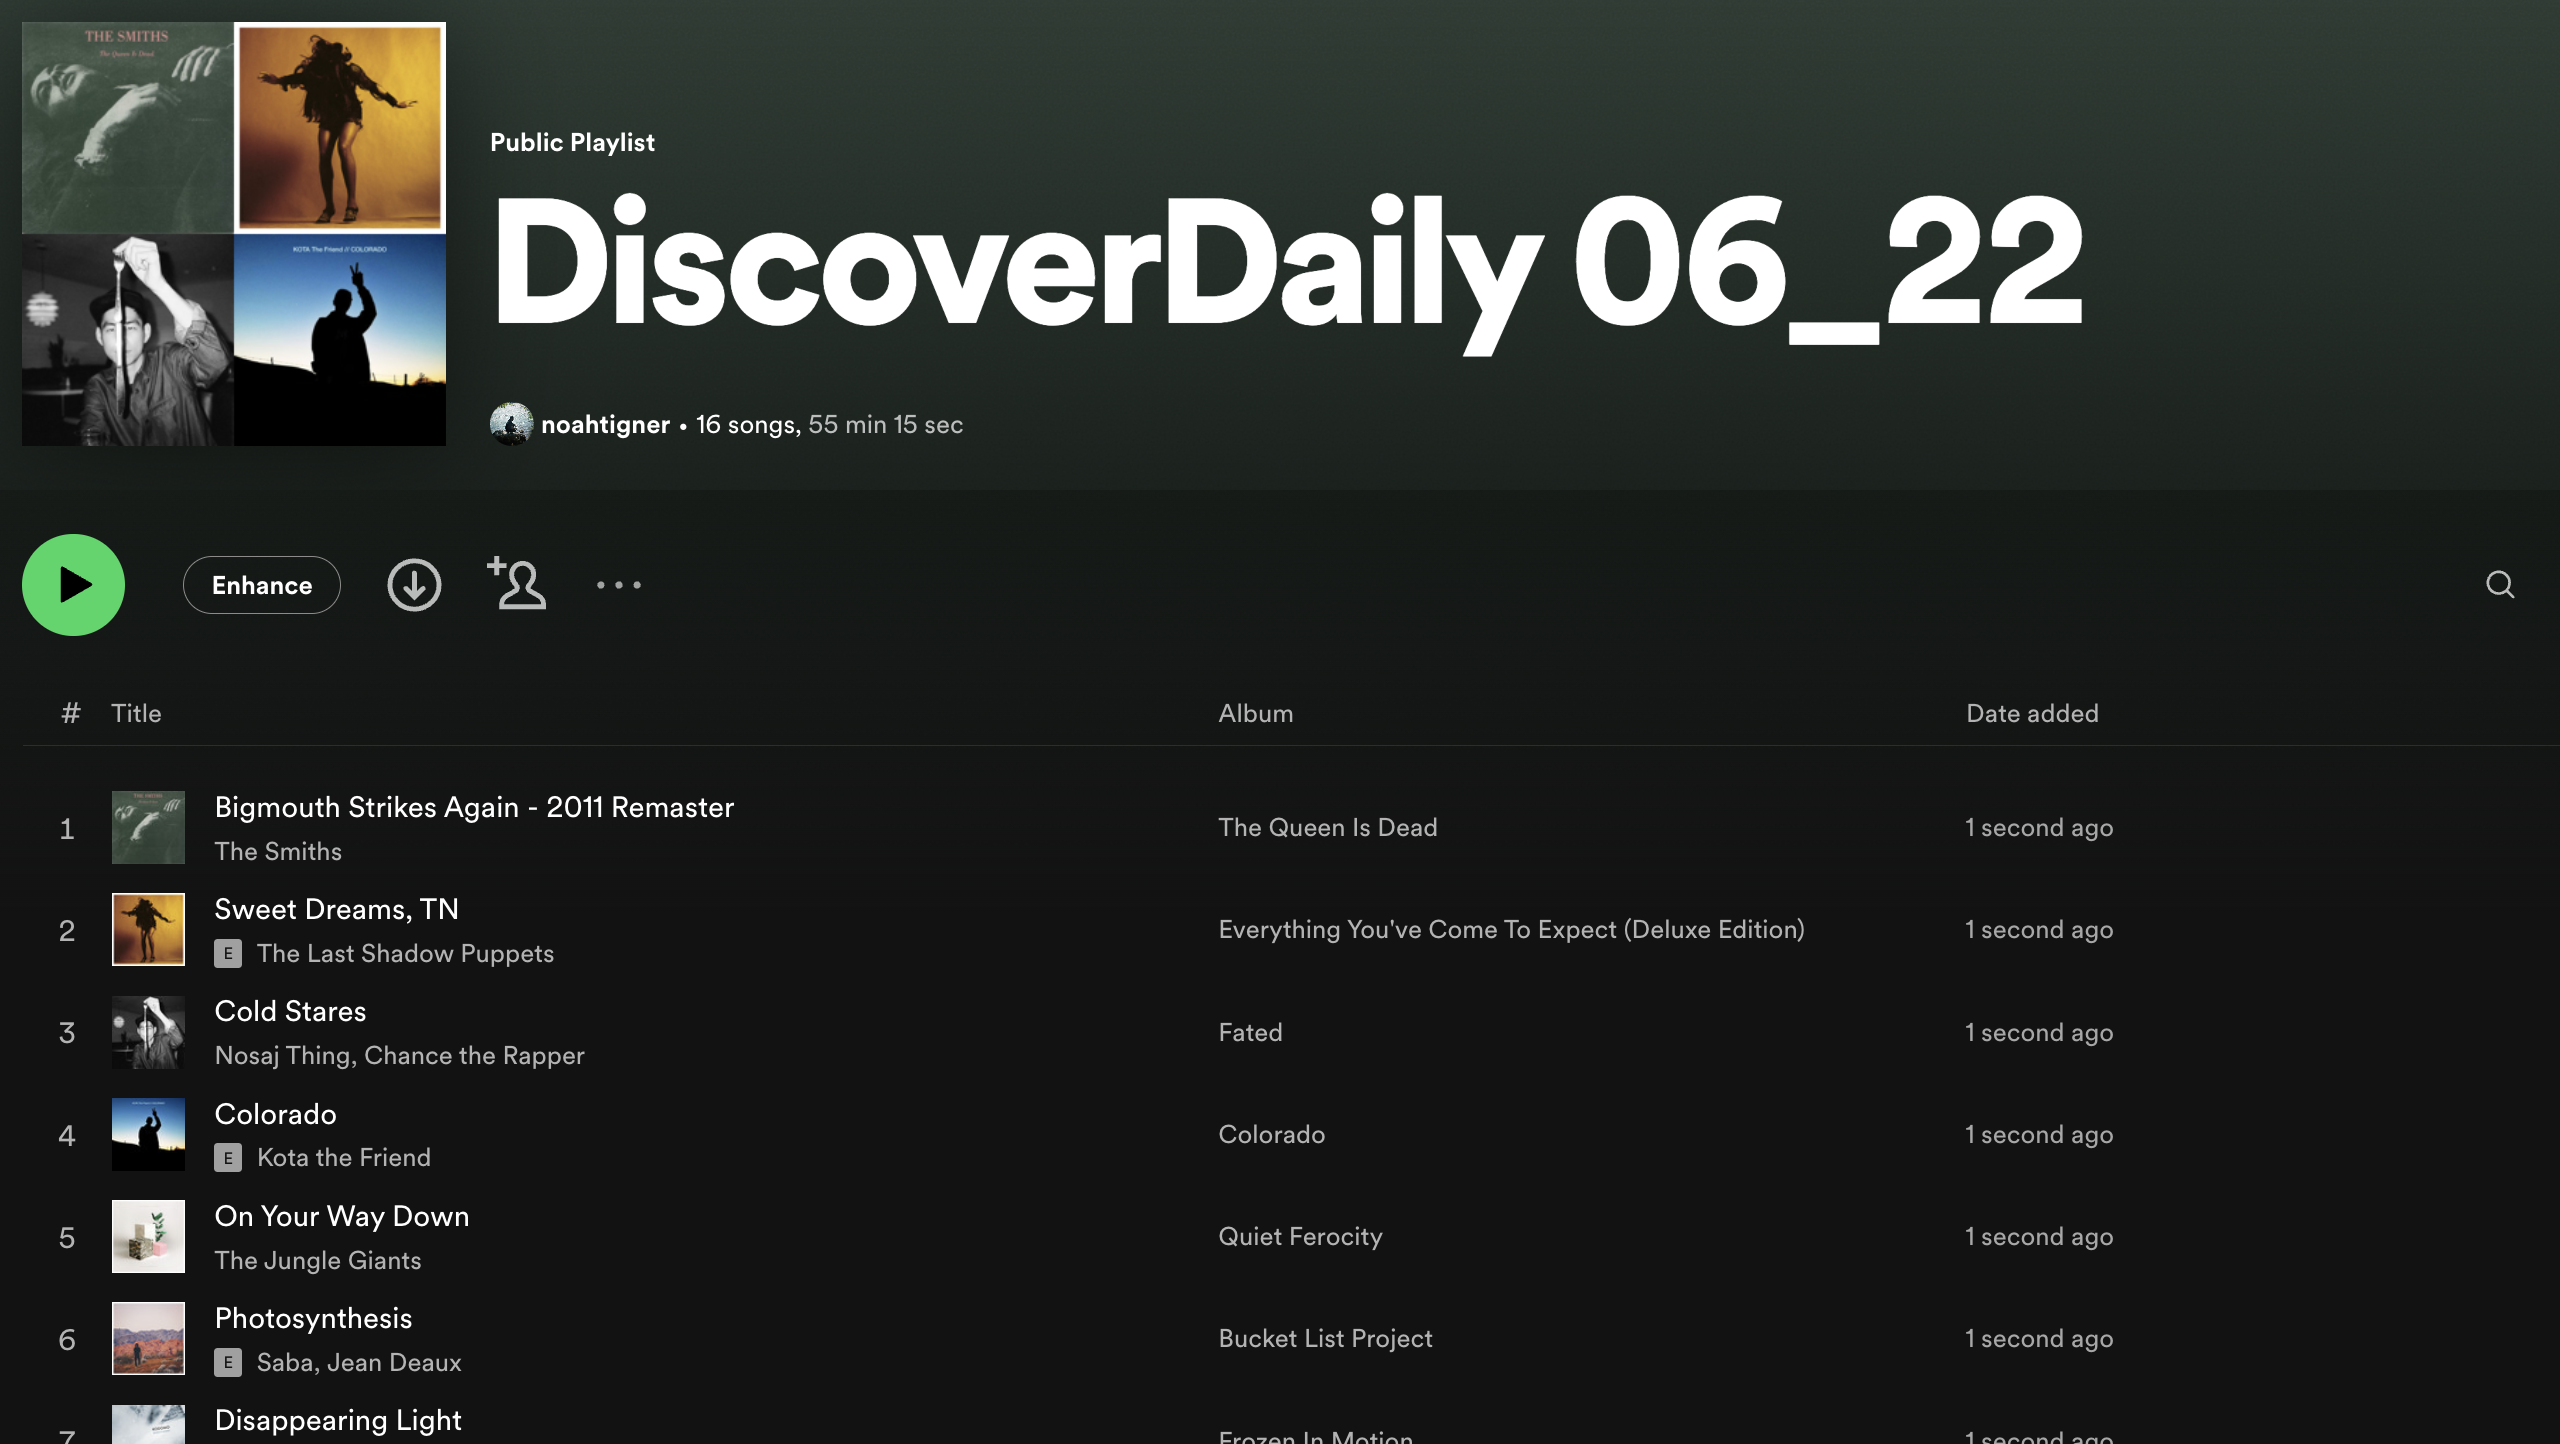 THE SMITHS
The Queen Is Dead
KOTA The Friend // COLORADO
Public Playlist
DiscoverDaily 06_22
noahtigner • 16 songs, 55 min 15 sec
Enhance
# Title Album Date added
1 Bigmouth Strikes Again - 2011 Remaster The Queen Is Dead 1 second ago
The Smiths
2 Sweet Dreams, TN Everything You've Come To Expect (Deluxe Edition) 1 second ago
E The Last Shadow Puppets
3 Cold Stares Fated 1 second ago
Nosaj Thing, Chance the Rapper
4 Colorado Colorado 1 second ago
E Kota the Friend
5 On Your Way Down Quiet Ferocity 1 second ago
The Jungle Giants
6 Photosynthesis Bucket List Project 1 second ago
E Saba, Jean Deaux
7 Disappearing Light Frozen In Motion 1 second ago